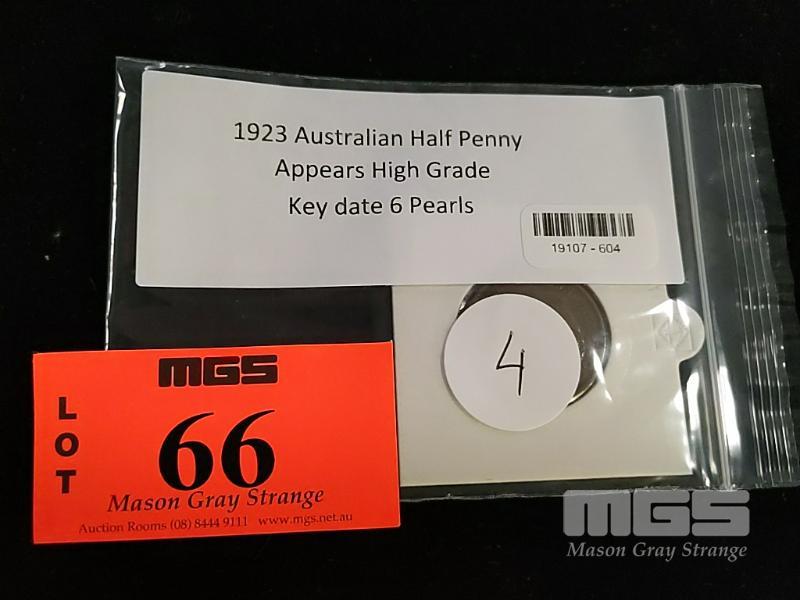 1923 Australian Half Penny
Appears High Grade
Key date 6 Pearls
19107 - 604
4
MGS
LOT
66
Mason Gray Strange
Auction Rooms (08) 8444 9111 www.mgs.net.au
MGS
Mason Gray Strange